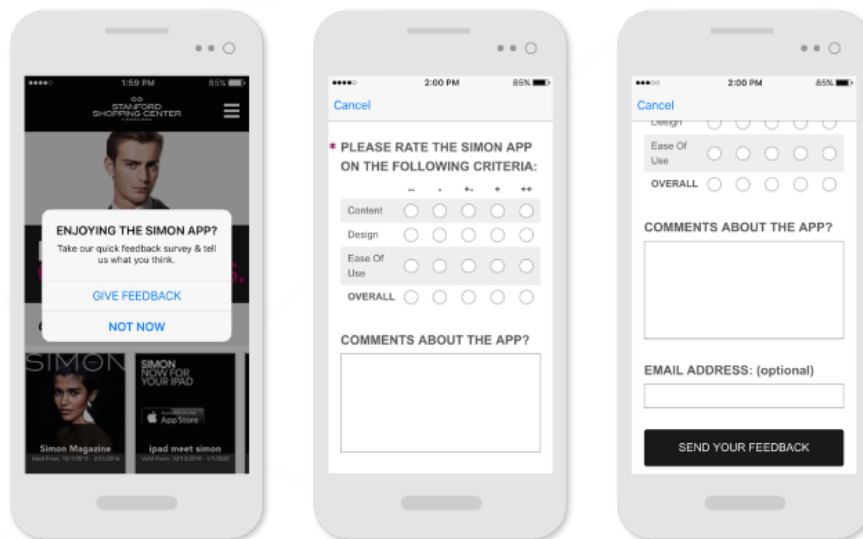 1:59 PM
85%
STANFORD
SHOPPING CENTER
ENJOYING THE SIMON APP?
Take our quick feedback survey & tell
us what you think.
GIVE FEEDBACK
NOT NOW
SIMON
Simon Magazine
SIMON
NOW FOR
YOUR IPAD
App Store
ipad meet simon
2:00 PM
85%
Cancel
* PLEASE RATE THE SIMON APP
ON THE FOLLOWING CRITERIA:
-- - +- + ++
Content
Design
Ease Of
Use
OVERALL
COMMENTS ABOUT THE APP?
2:00 PM
85%
Cancel
Design
Ease Of
Use
OVERALL
COMMENTS ABOUT THE APP?
EMAIL ADDRESS: (optional)
SEND YOUR FEEDBACK